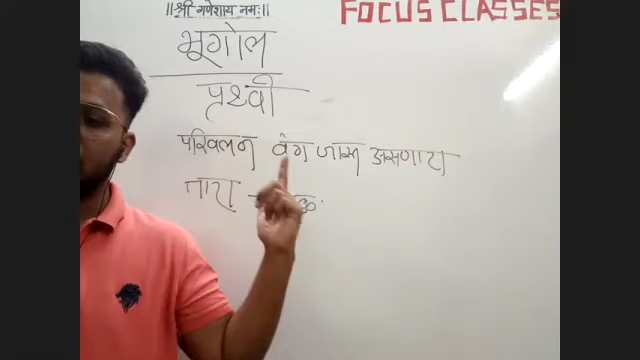 ||श्री गणेशाय नमः||
FOCUS CLASSES
भूगोल
पृथ्वी
परिवलन वेग जास्त असणारा
तारा